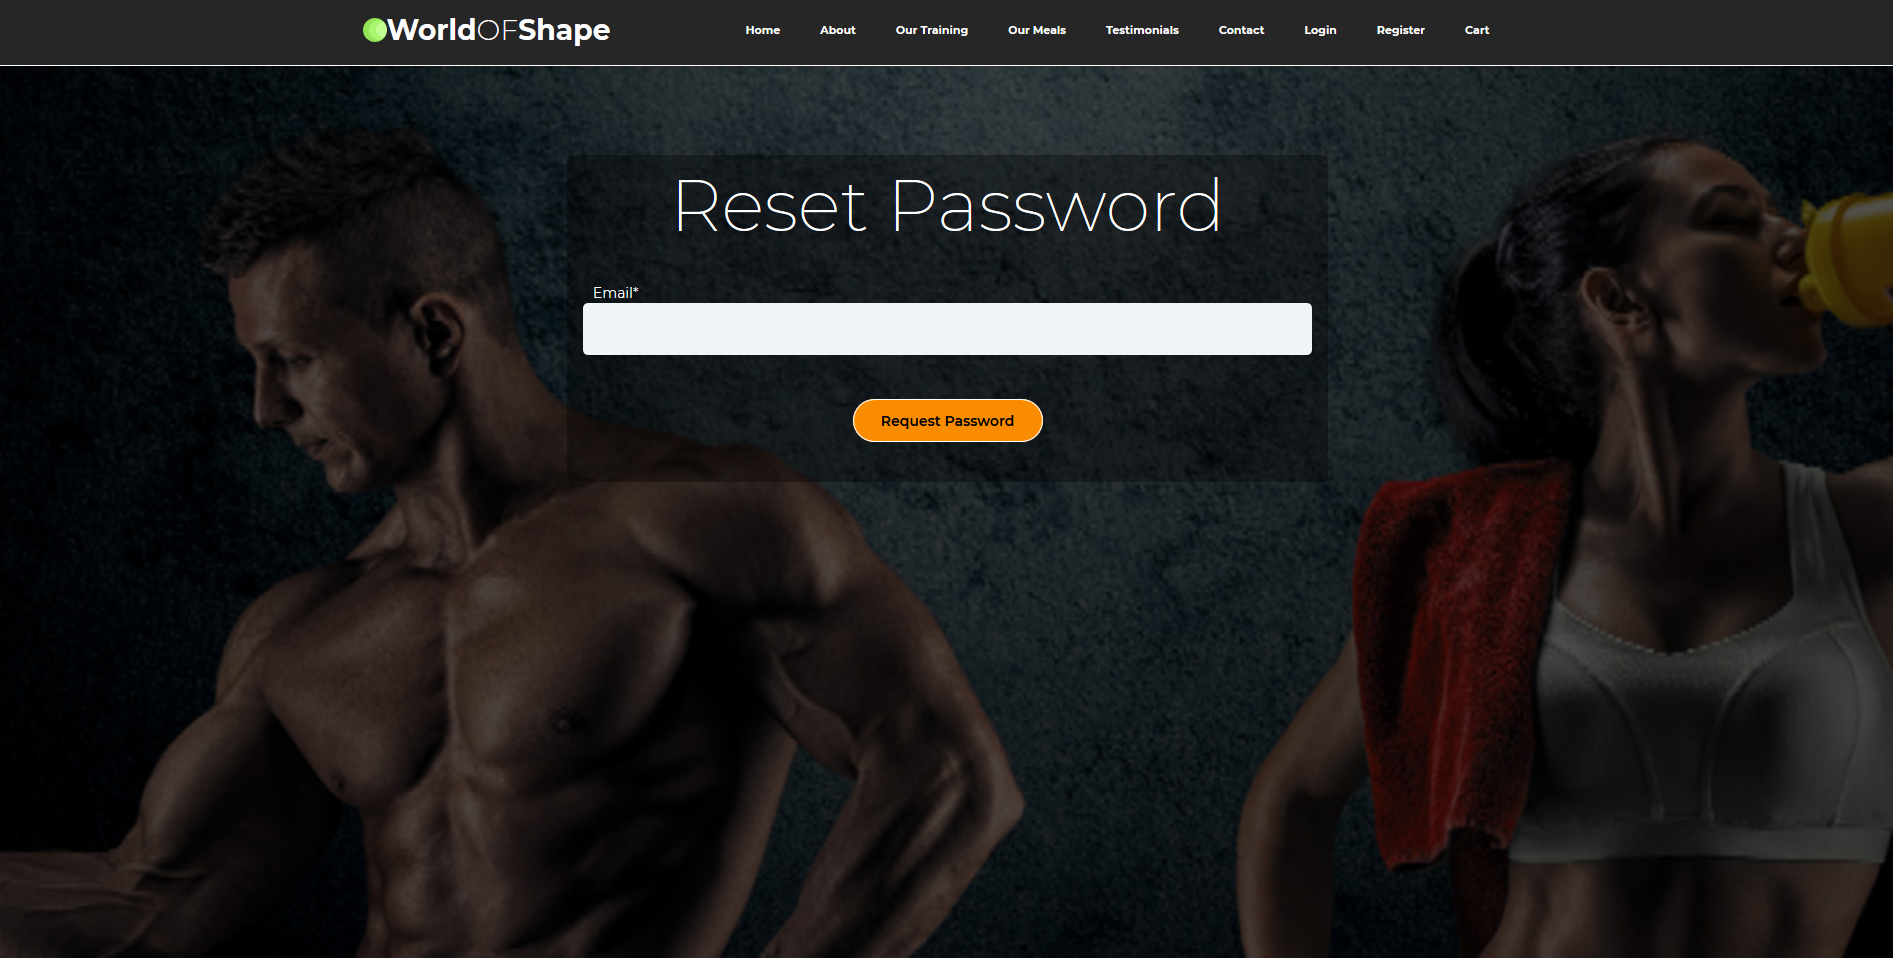 WorldOFShape
Home About Our Training Our Meals Testimonials Contact Login Register Cart
Reset Password
Email*
Request Password